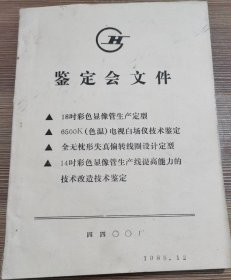 鉴定会文件
▲ 18吋彩色显像管生产定型
▲ 6500K(色温)电视白场仪技术鉴定
▲ 全无枕形失真偏转线圈设计定型
▲ 14吋彩色显像管生产线提高能力的
技术改造技术鉴定
四四〇〇厂
1988.12